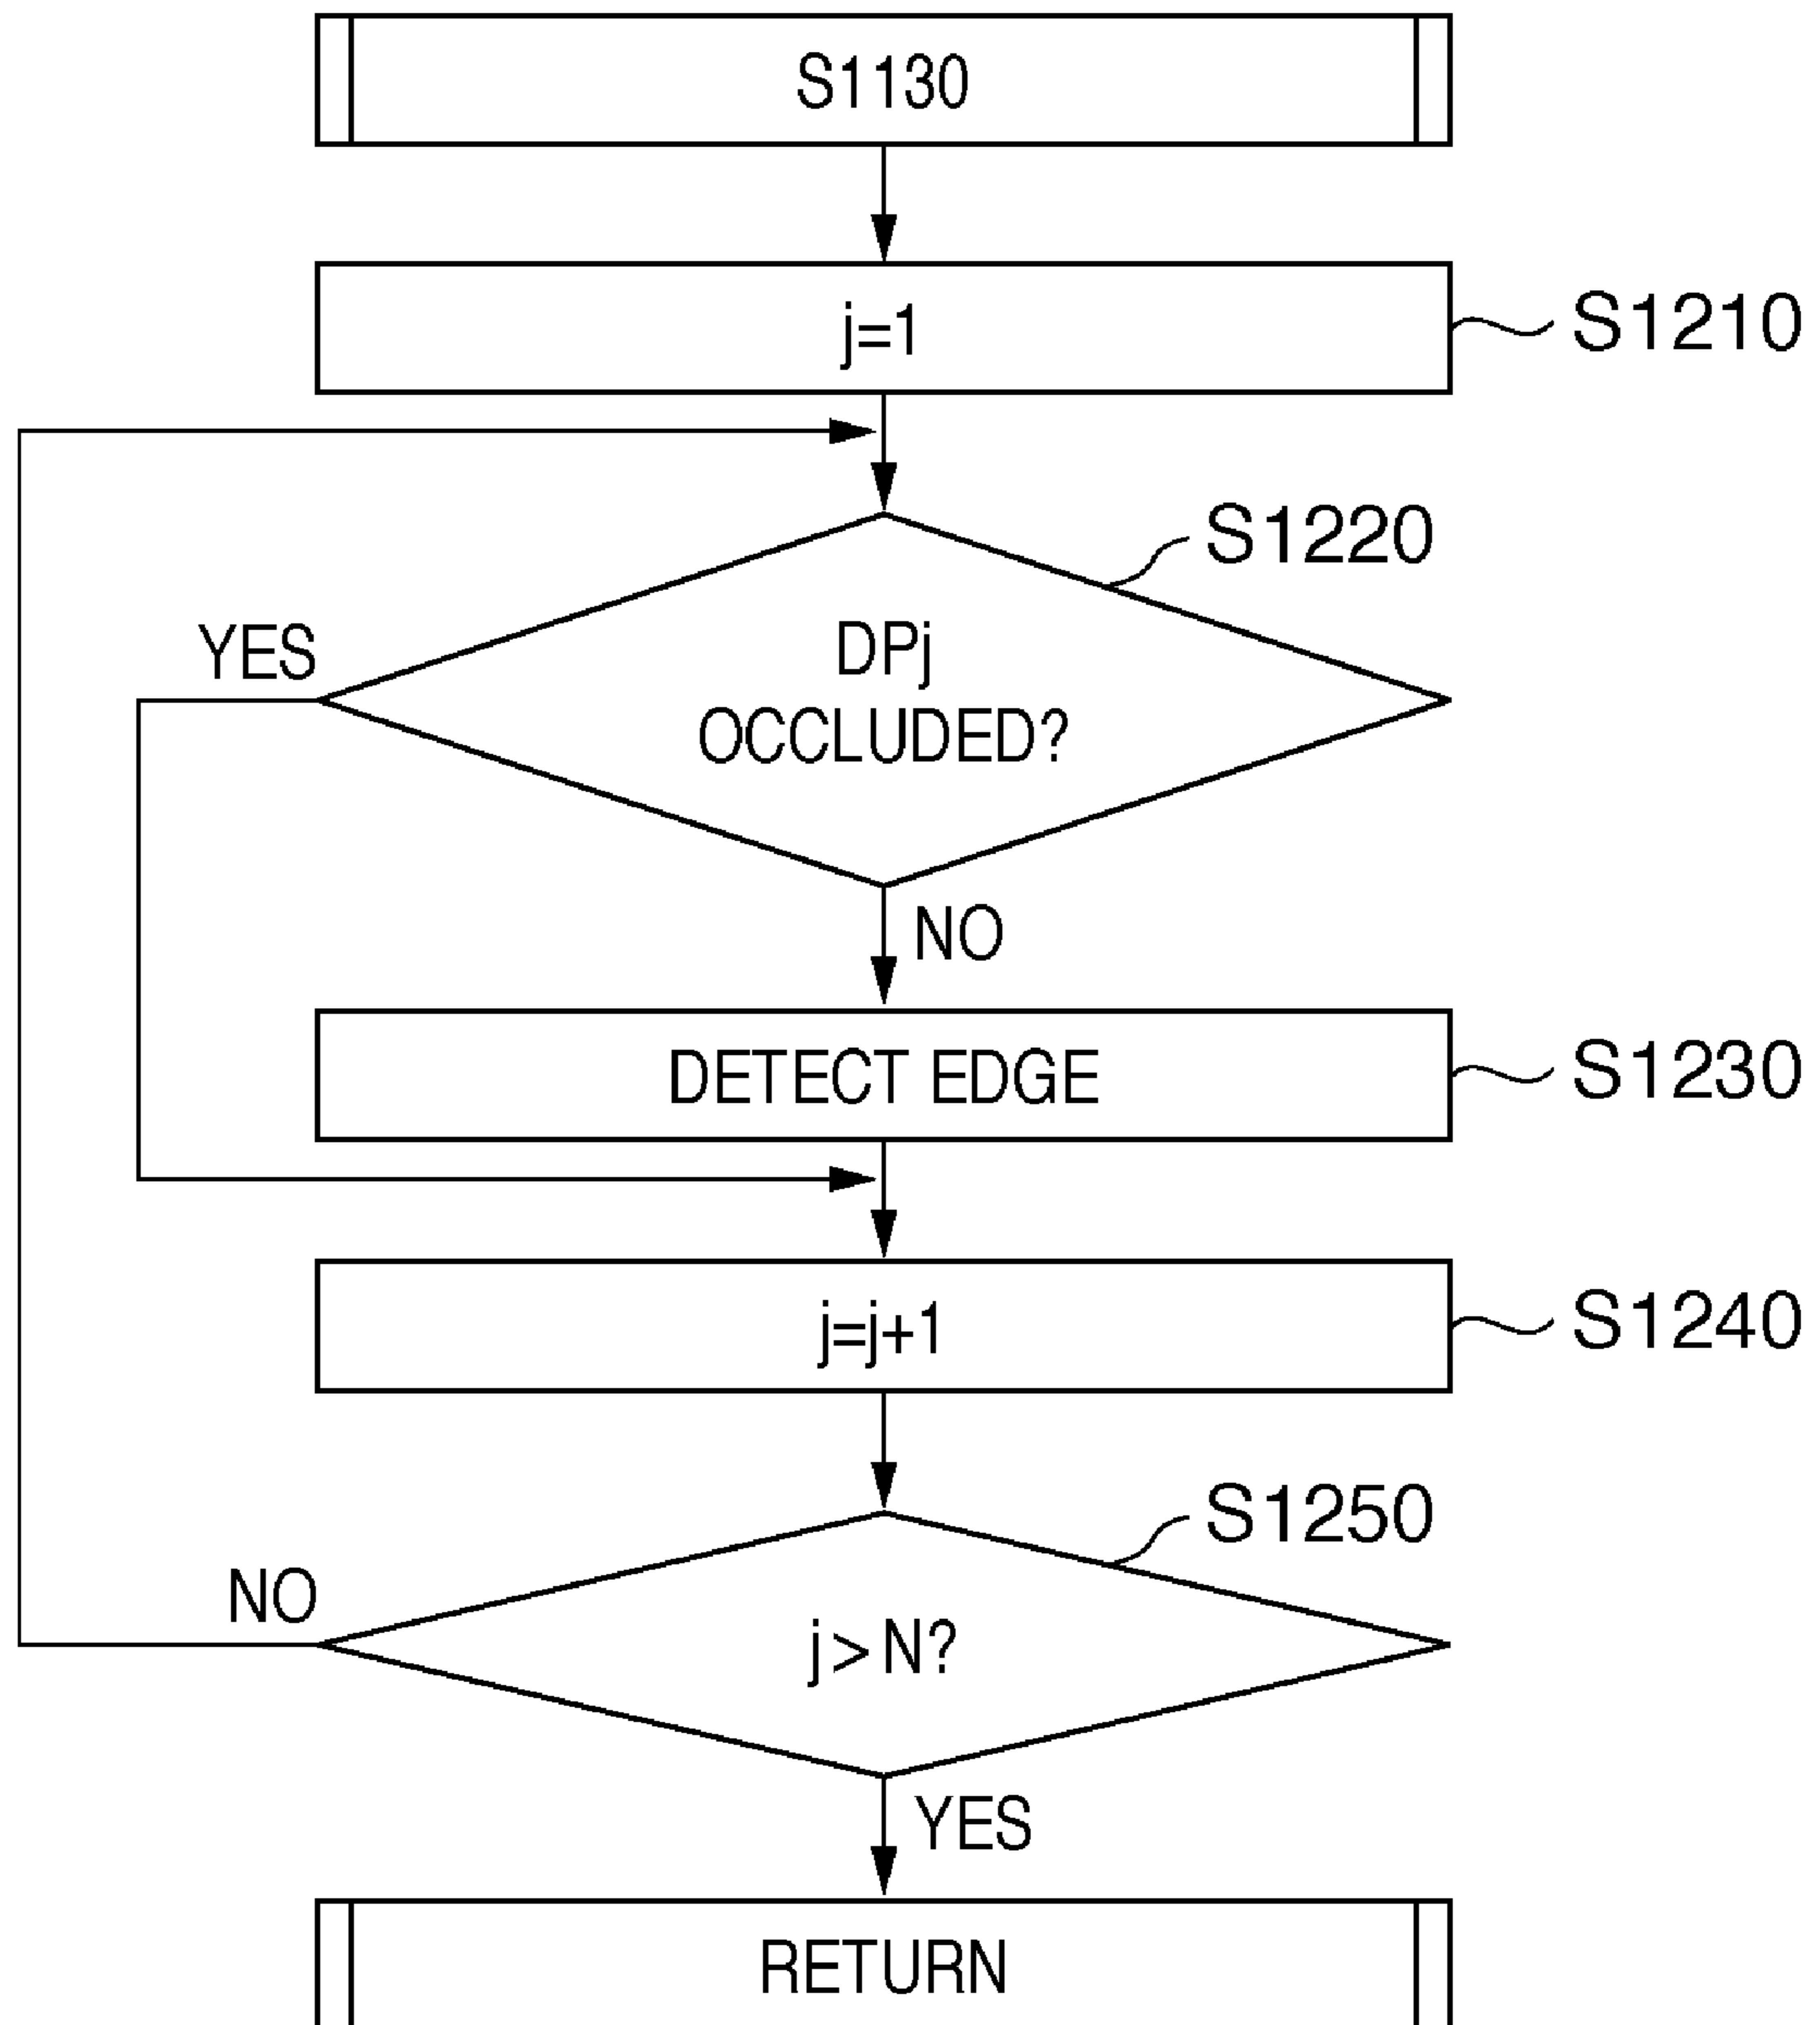 S1130
j=1
S1210
S1220
YES
DPj
OCCLUDED?
NO
DETECT EDGE
S1230
j=j+1
S1240
S1250
NO
j > N?
YES
RETURN